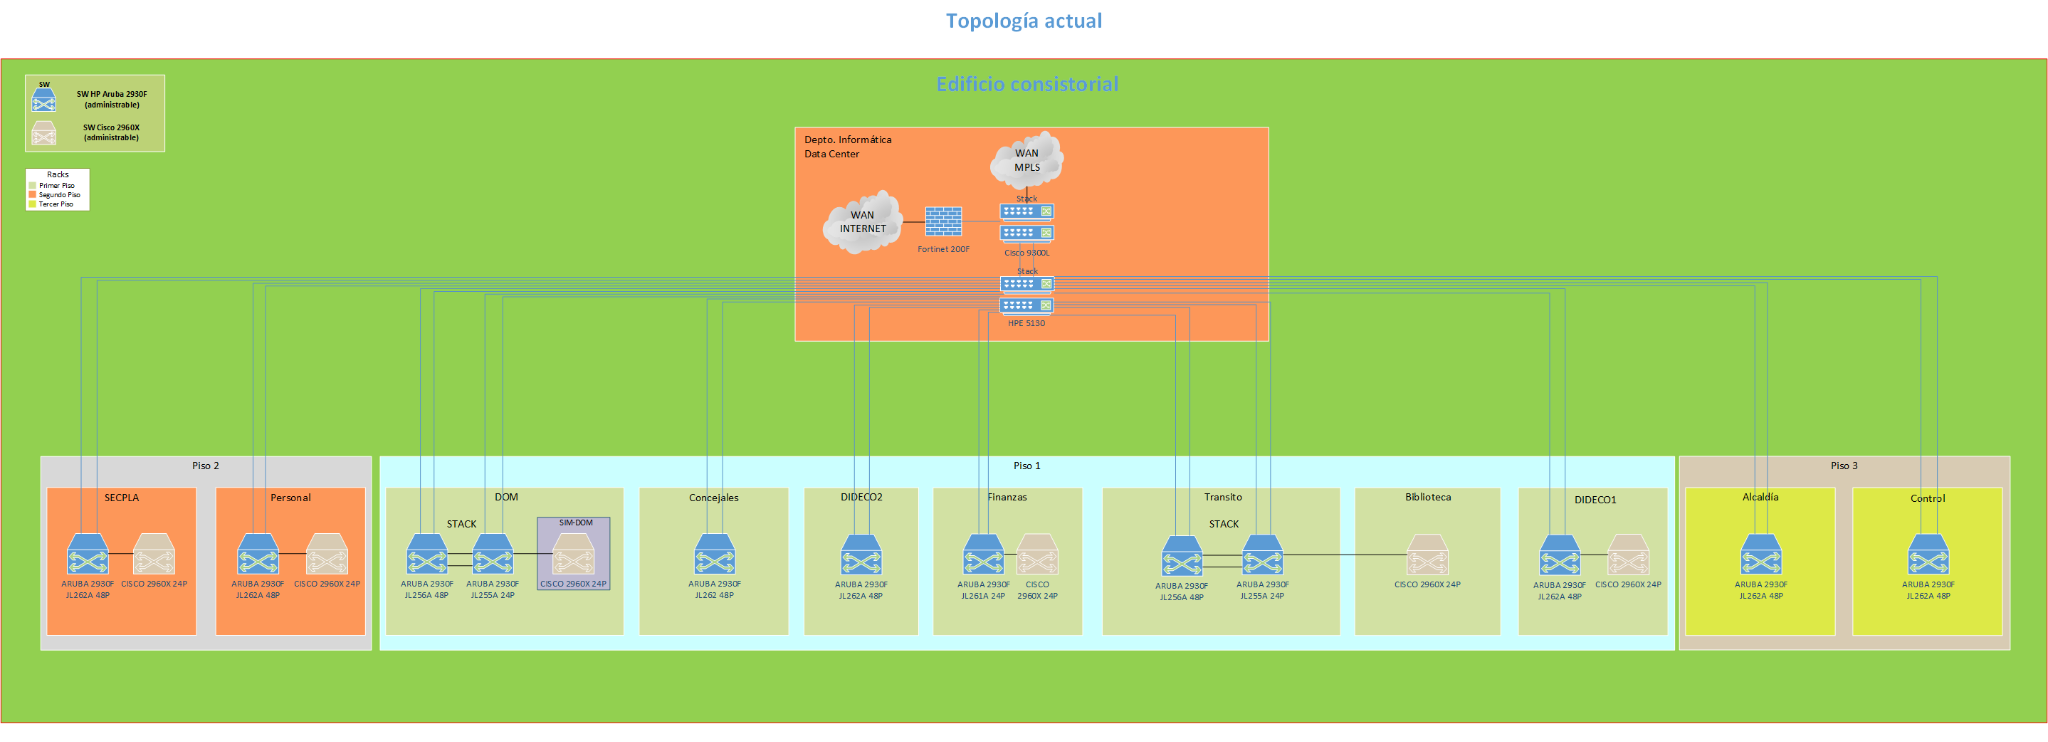 Topología actual
Edificio consistorial
SW
SW HP Aruba 2930F
(administrable)
SW Cisco 2960X
(administrable)
Racks
Primer Piso
Segundo Piso
Tercer Piso
Depto. Informática
Data Center
WAN
MPLS
Stack
WAN
INTERNET
Fortinet 200F
Cisco 9300L
Stack
HPE 5130
Piso 2
SECPLA
ARUBA 2930F
JL262A 48P
CISCO 2960X 24P
Personal
ARUBA 2930F
JL262A 48P
CISCO 2960X 24P
Piso 1
DOM
STACK
SIM-DOM
ARUBA 2930F
JL256A 48P
ARUBA 2930F
JL255A 24P
CISCO 2960X 24P
Concejales
ARUBA 2930F
JL262 48P
DIDECO2
ARUBA 2930F
JL262A 48P
Finanzas
ARUBA 2930F
JL261A 24P
CISCO
2960X 24P
Transito
STACK
ARUBA 2930F
JL256A 48P
ARUBA 2930F
JL255A 24P
Biblioteca
CISCO 2960X 24P
DIDECO1
ARUBA 2930F
JL262A 48P
CISCO 2960X 24P
Piso 3
Alcaldía
ARUBA 2930F
JL262A 48P
Control
ARUBA 2930F
JL262A 48P